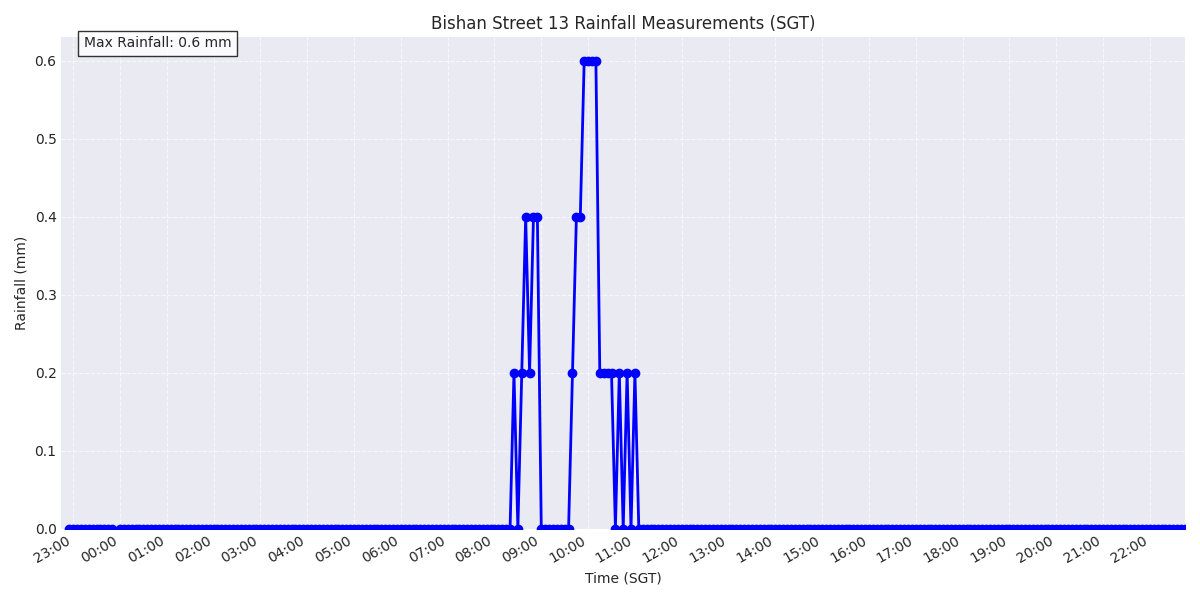 Bishan Street 13 Rainfall Measurements (SGT)
Max Rainfall: 0.6 mm
Rainfall (mm)
0.6
0.5
0.4
0.3
0.2
0.1
0.0
23:00 00:00 01:00 02:00 03:00 04:00 05:00 06:00 07:00 08:00 09:00 10:00 11:00 12:00 13:00 14:00 15:00 16:00 17:00 18:00 19:00 20:00 21:00 22:00
Time (SGT)